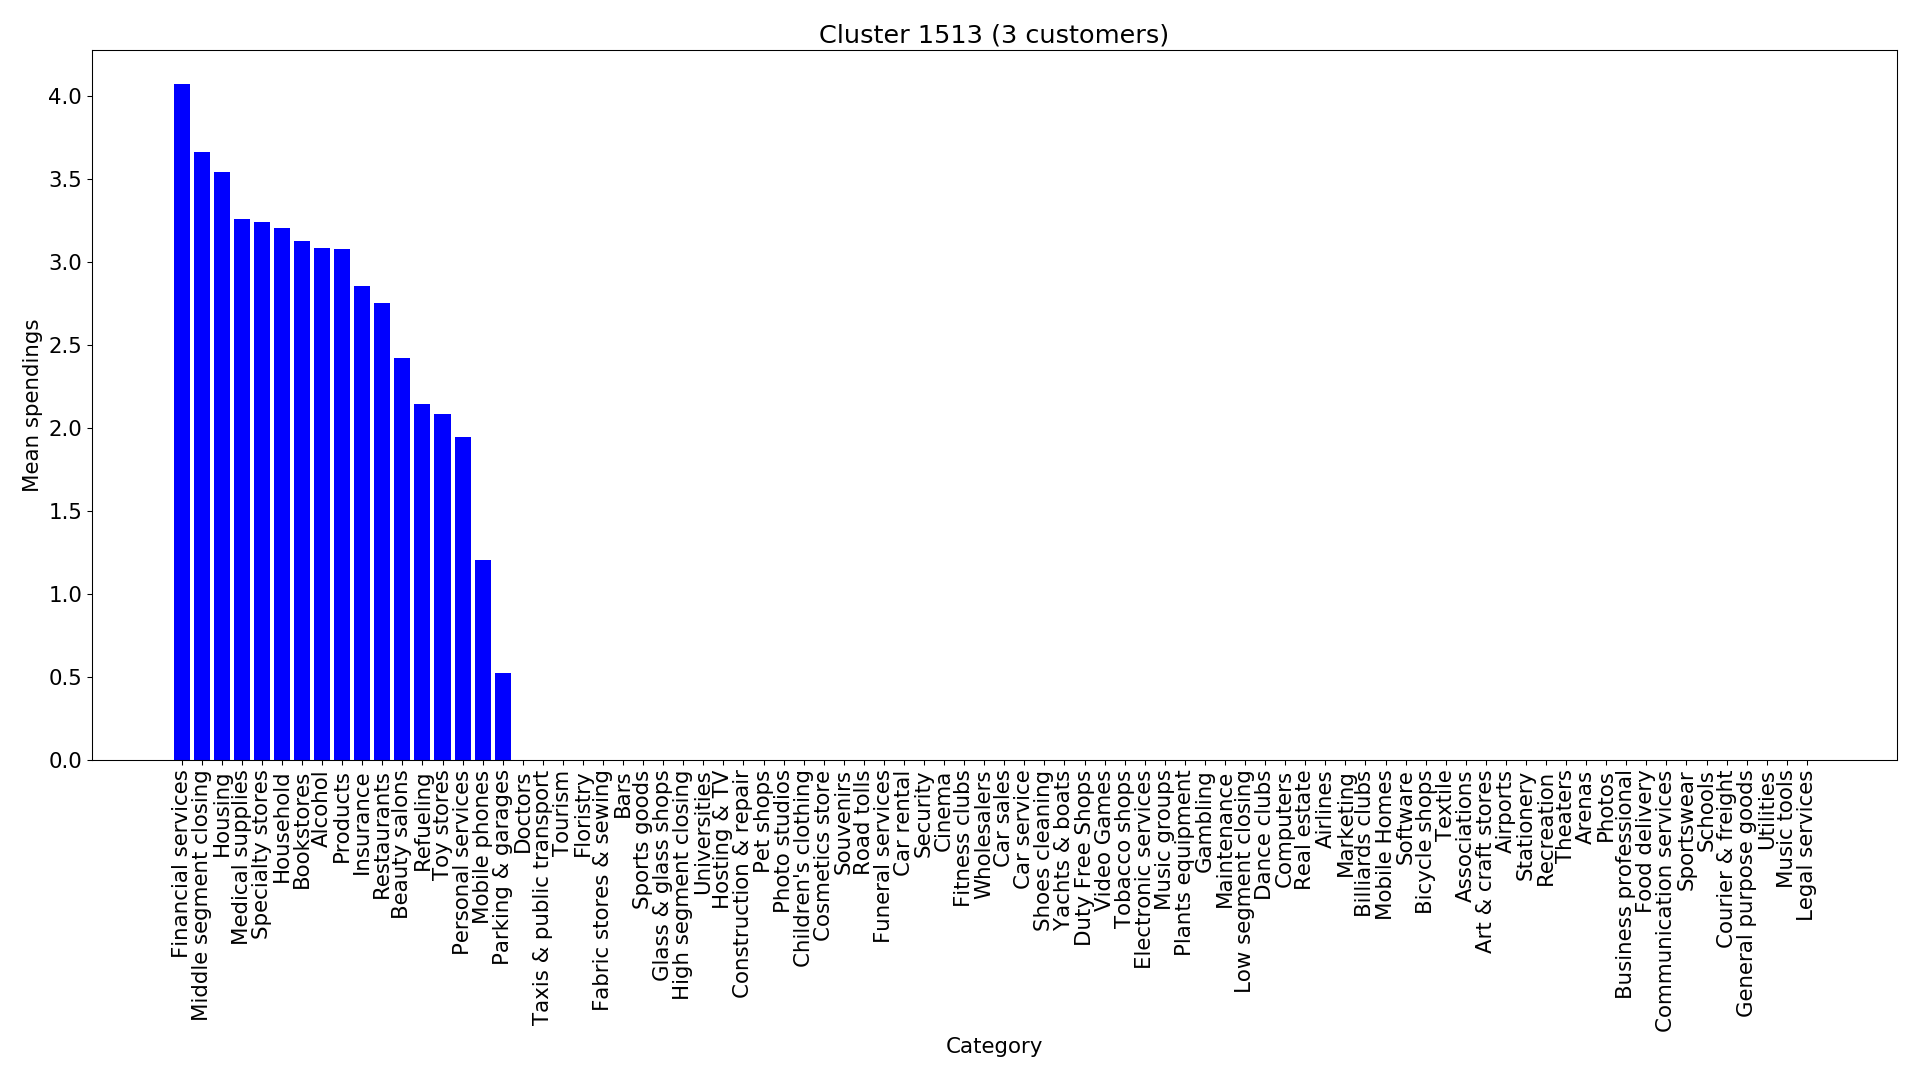 Cluster 1513 (3 customers)
Mean spendings
4.0
3.5
3.0
2.5
2.0
1.5
1.0
0.5
0.0
Financial services
Middle segment closing
Housing
Medical supplies
Specialty stores
Household
Bookstores
Alcohol
Products
Insurance
Restaurants
Beauty salons
Refueling
Toy stores
Personal services
Mobile phones
Parking & garages
Doctors
Taxis & public transport
Tourism
Floristry
Fabric stores & sewing
Bars
Sports goods
Glass & glass shops
High segment closing
Universities
Hosting & TV
Construction & repair
Pet shops
Photo studios
Children's clothing
Cosmetics store
Souvenirs
Road tolls
Funeral services
Car rental
Security
Cinema
Fitness clubs
Wholesalers
Car sales
Car service
Shoes cleaning
Yachts & boats
Duty Free Shops
Video Games
Tobacco shops
Electronic services
Music groups
Plants equipment
Gambling
Maintenance
Low segment closing
Dance clubs
Computers
Real estate
Airlines
Marketing
Billiards clubs
Mobile Homes
Software
Bicycle shops
Textile
Associations
Art & craft stores
Airports
Stationery
Recreation
Theaters
Arenas
Photos
Business professional
Food delivery
Communication services
Sportswear
Schools
Courier & freight
General purpose goods
Utilities
Music tools
Legal services
Category